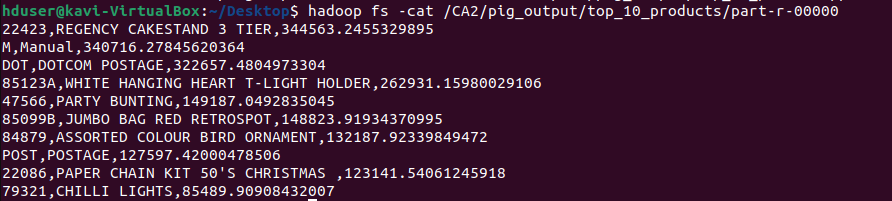 hduser@kavi-VirtualBox:~/Desktop$ hadoop fs -cat /CA2/pig_output/top_10_products/part-r-00000
22423,REGENCY CAKESTAND 3 TIER,344563.2455329895
M,Manual,340716.27845620364
DOT,DOTCOM POSTAGE,322657.4804973304
85123A,WHITE HANGING HEART T-LIGHT HOLDER,262931.15980029106
47566,PARTY BUNTING,149187.0492835045
85099B,JUMBO BAG RED RETROSPOT,148823.91934370995
84879,ASSORTED COLOUR BIRD ORNAMENT,132187.92339849472
POST,POSTAGE,127597.42000478506
22086,PAPER CHAIN KIT 50'S CHRISTMAS ,123141.54061245918
79321,CHILLI LIGHTS,85489.90908432007